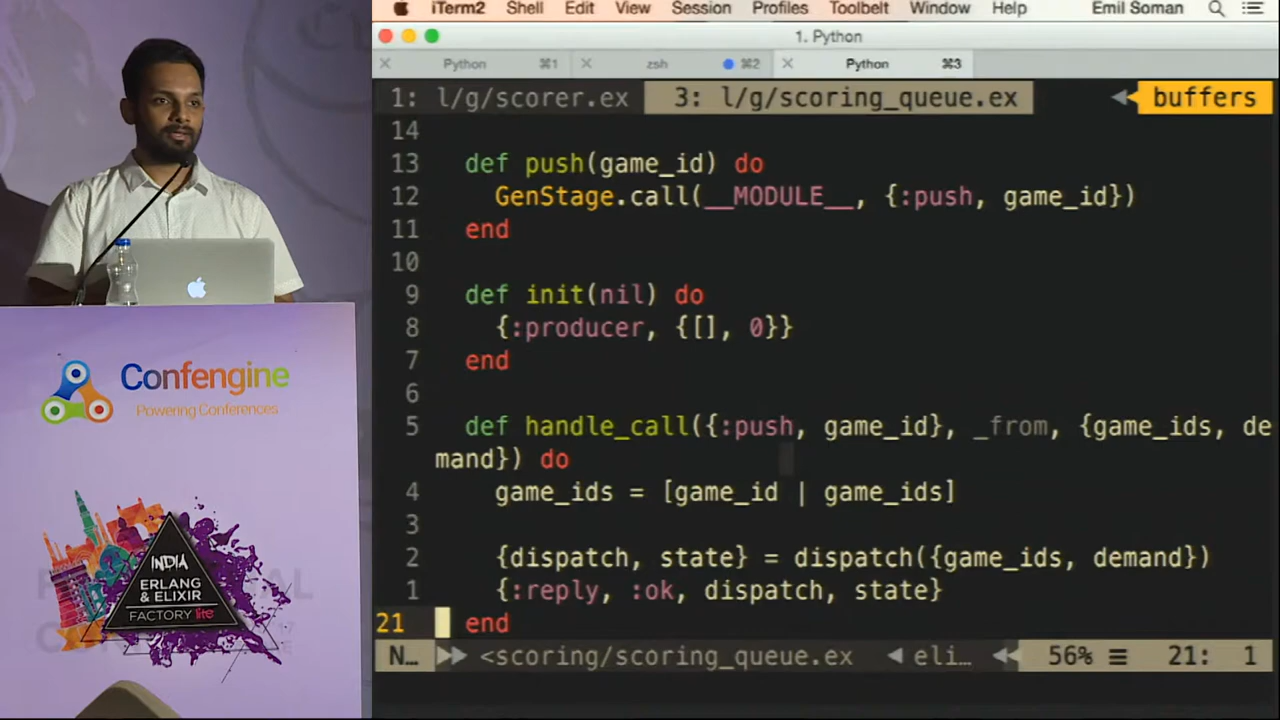 iTerm2 Shell Edit View Session Profiles Toolbelt Window Help Emil Soman
1. Python
Python ⌘1 zsh ⌘2 Python ⌘3
1: l/g/scorer.ex 3: l/g/scoring_queue.ex buffers
14
13 def push(game_id) do
12 GenStage.call(__MODULE__, {:push, game_id})
11 end
10
9 def init(nil) do
8 {:producer, {[], 0}}
7 end
6
5 def handle_call({:push, game_id}, _from, {game_ids, de
mand}) do
4 game_ids = [game_id | game_ids]
3
2 {dispatch, state} = dispatch({game_ids, demand})
1 {:reply, :ok, dispatch, state}
21 end
N… <scoring/scoring_queue.ex eli… 56% ☰ 21: 1
Confengine
Powering Conferences
INDIA
ERLANG
& ELIXIR
FACTORY lite